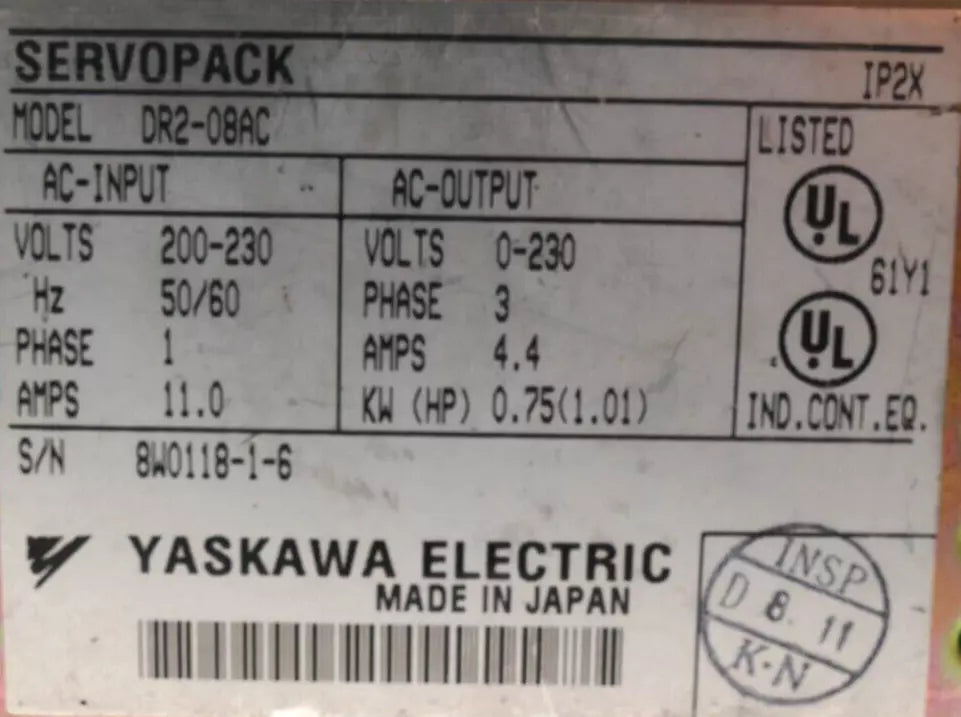 SERVOPACK
IP2X
MODEL DR2-08AC
LISTED
AC-INPUT AC-OUTPUT
UL
VOLTS 200-230 VOLTS 0-230
61Y1
Hz 50/60 PHASE 3
UL
PHASE 1 AMPS 4.4
AMPS 11.0 KW (HP) 0.75(1.01)
IND.CONT.EQ.
S/N 8W0118-1-6
YASKAWA ELECTRIC
MADE IN JAPAN
INSP
D 8. 11
K·N